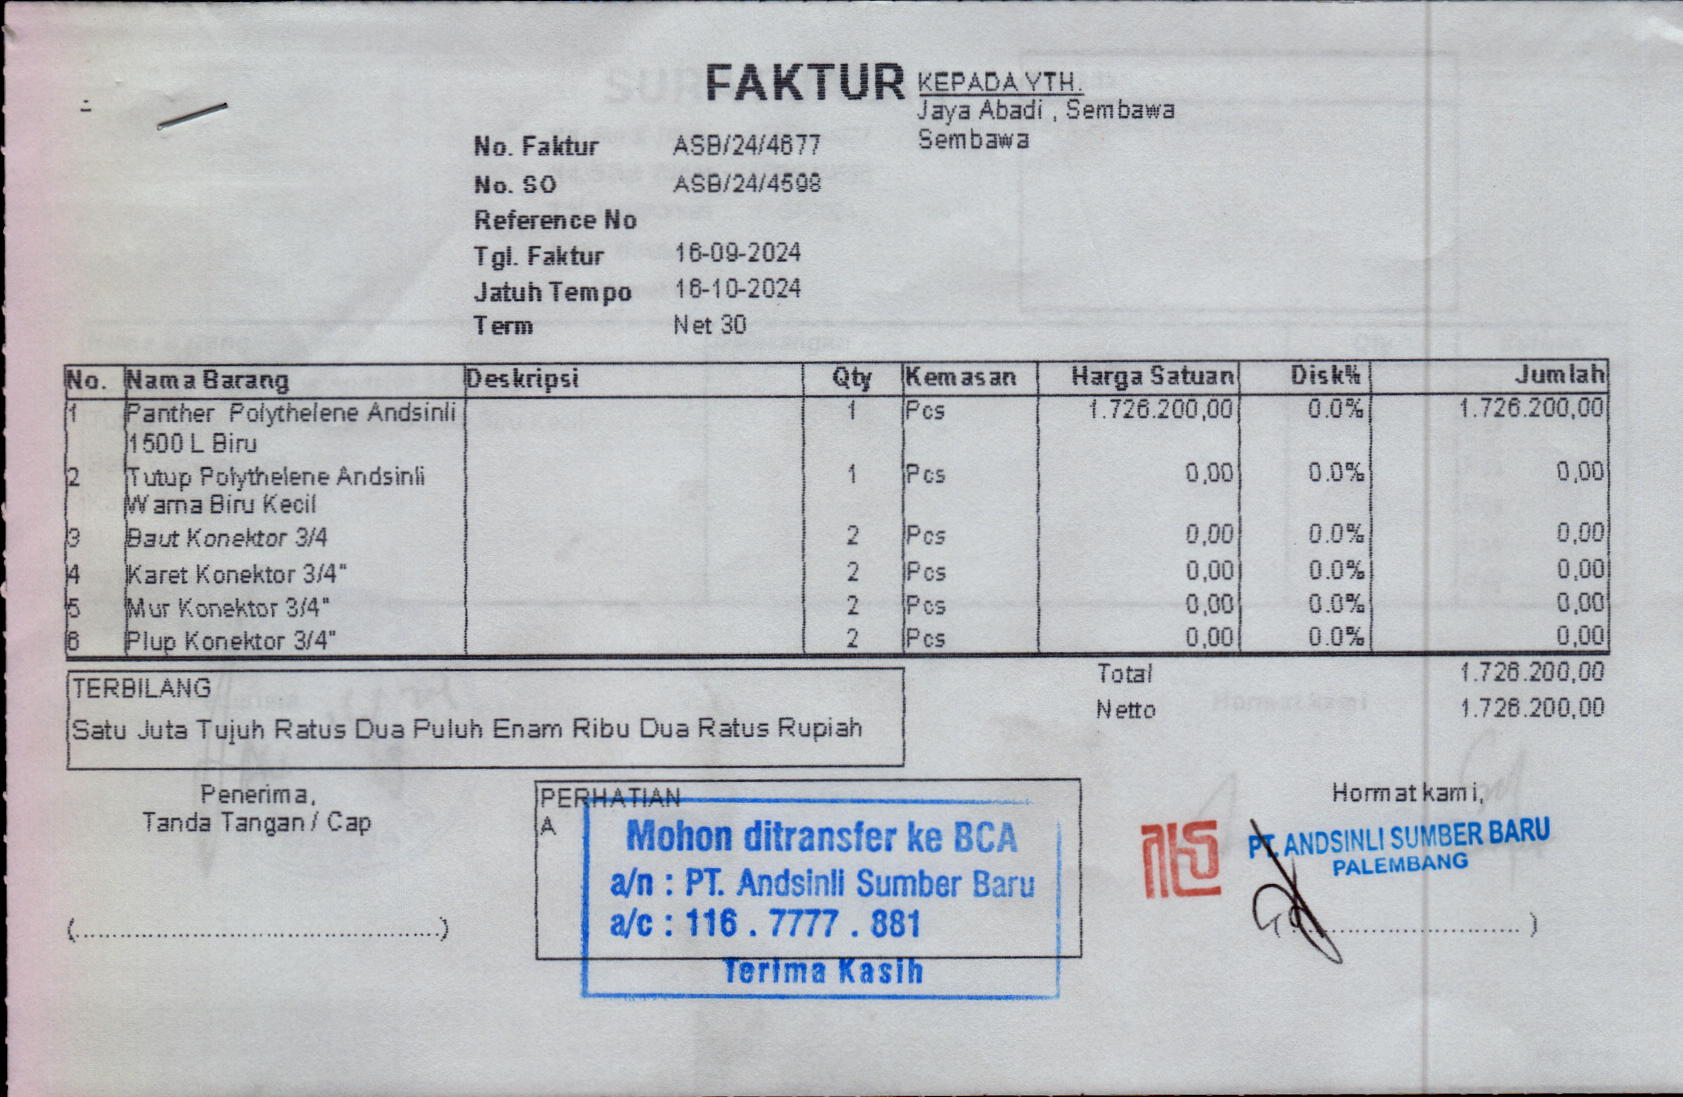 FAKTUR
KEPADA YTH.
Jaya Abadi , Sembawa
Sembawa
No. Faktur ASB/24/4677
No. SO ASB/24/4598
Reference No
Tgl. Faktur 16-09-2024
Jatuh Tempo 16-10-2024
Term Net 30
No. Nama Barang Deskripsi Qty Kemasan Harga Satuan Disk% Jumlah
1 Panther Polythelene Andsinli 1 Pcs 1.726.200,00 0.0% 1.726.200,00
1500 L Biru
2 Tutup Polythelene Andsinli 1 Pcs 0,00 0.0% 0,00
Warna Biru Kecil
3 Baut Konektor 3/4 2 Pcs 0,00 0.0% 0,00
4 Karet Konektor 3/4" 2 Pcs 0,00 0.0% 0,00
5 Mur Konektor 3/4" 2 Pcs 0,00 0.0% 0,00
6 Plup Konektor 3/4" 2 Pcs 0,00 0.0% 0,00
Total 1.726.200,00
Netto 1.726.200,00
TERBILANG
Satu Juta Tujuh Ratus Dua Puluh Enam Ribu Dua Ratus Rupiah
Penerima,
Tanda Tangan / Cap
(............................................)
PERHATIAN
A
Mohon ditransfer ke BCA
a/n : PT. Andsinli Sumber Baru
a/c : 116 . 7777 . 881
Terima Kasih
Hormat kami,
PT. ANDSINLI SUMBER BARU
PALEMBANG
(............................)